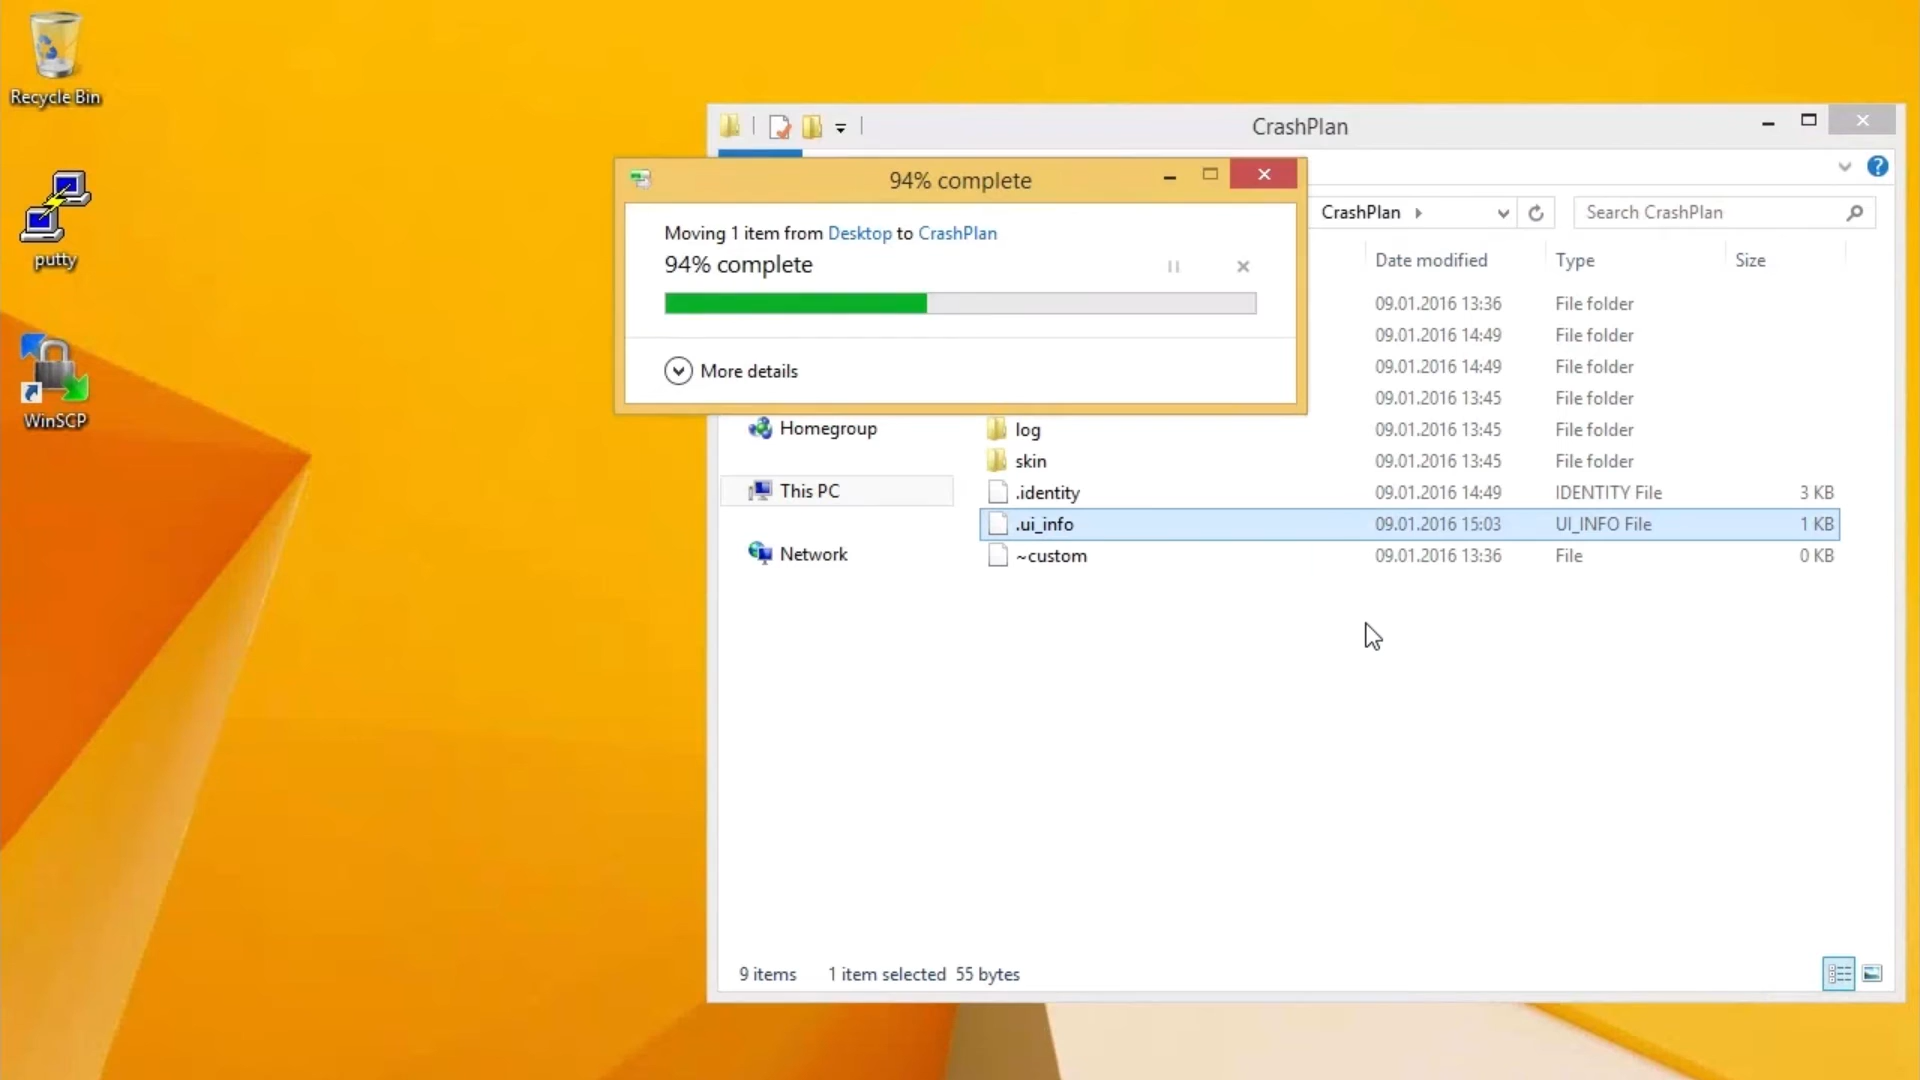 Recycle Bin
putty
WinSCP
CrashPlan
94% complete
Moving 1 item from Desktop to CrashPlan
94% complete
More details
CrashPlan
Search CrashPlan
Date modified Type Size
09.01.2016 13:36 File folder
09.01.2016 14:49 File folder
09.01.2016 14:49 File folder
09.01.2016 13:45 File folder
Homegroup
This PC
Network
log 09.01.2016 13:45 File folder
skin 09.01.2016 13:45 File folder
.identity 09.01.2016 14:49 IDENTITY File 3 KB
.ui_info 09.01.2016 15:03 UI_INFO File 1 KB
~custom 09.01.2016 13:36 File 0 KB
9 items 1 item selected 55 bytes